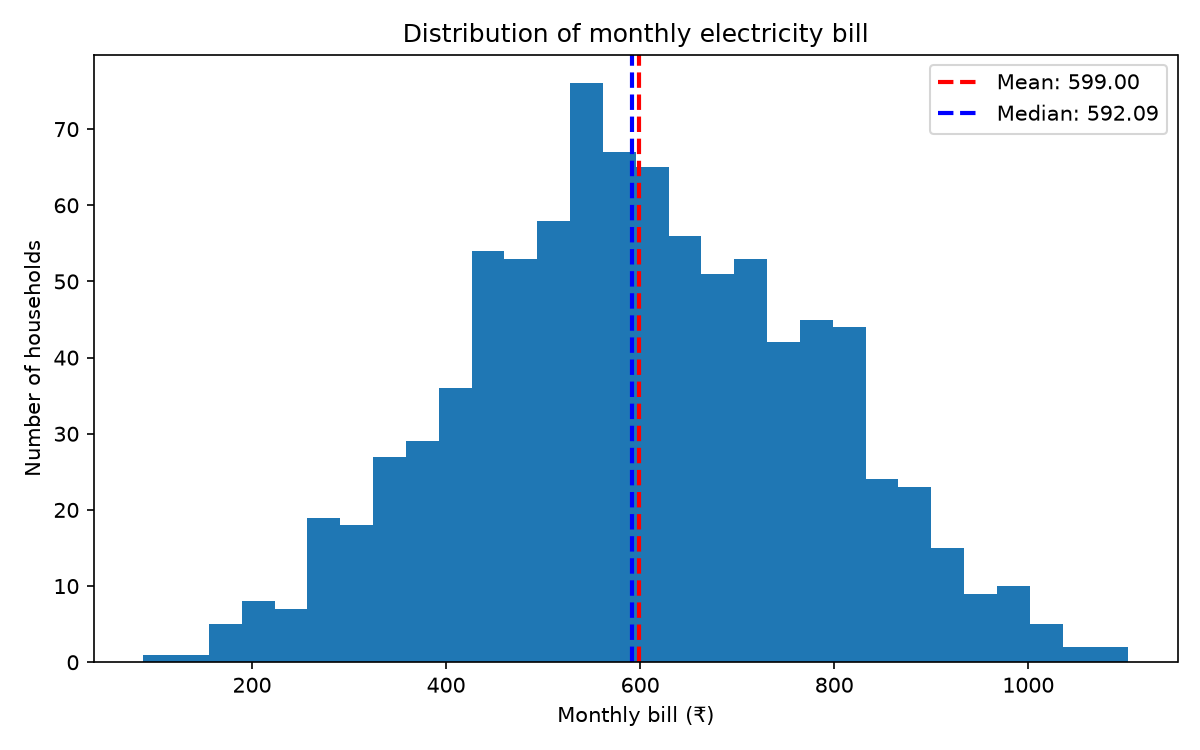 Distribution of monthly electricity bill
Mean: 599.00
Median: 592.09
Number of households
70
60
50
40
30
20
10
0
200 400 600 800 1000
Monthly bill (₹)